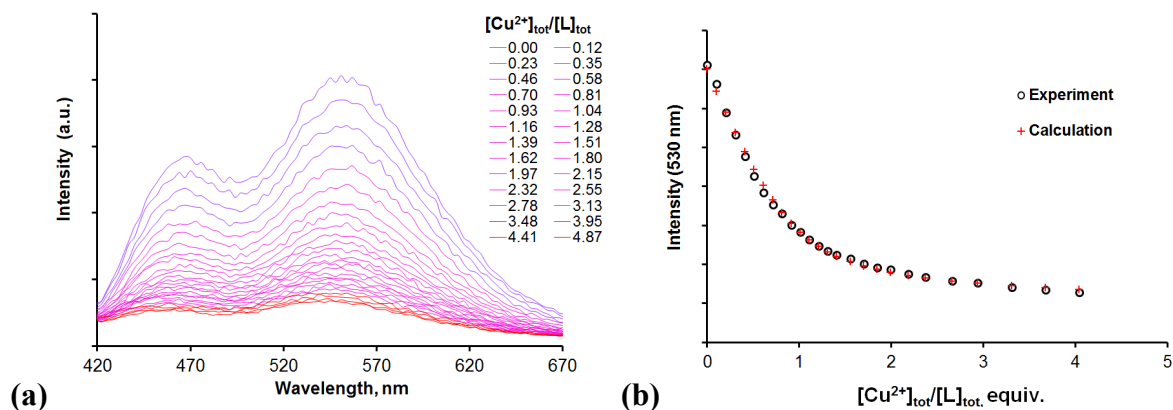 [Cu²⁺]tot/[L]tot
0.00 0.12
0.23 0.35
0.46 0.58
0.70 0.81
0.93 1.04
1.16 1.28
1.39 1.51
1.62 1.80
1.97 2.15
2.32 2.55
2.78 3.13
3.48 3.95
4.41 4.87
Intensity (a.u.)
420 470 520 570 620 670
Wavelength, nm
(a)
Experiment
Calculation
Intensity (530 nm)
0 1 2 3 4 5
[Cu²⁺]tot/[L]tot, equiv.
(b)